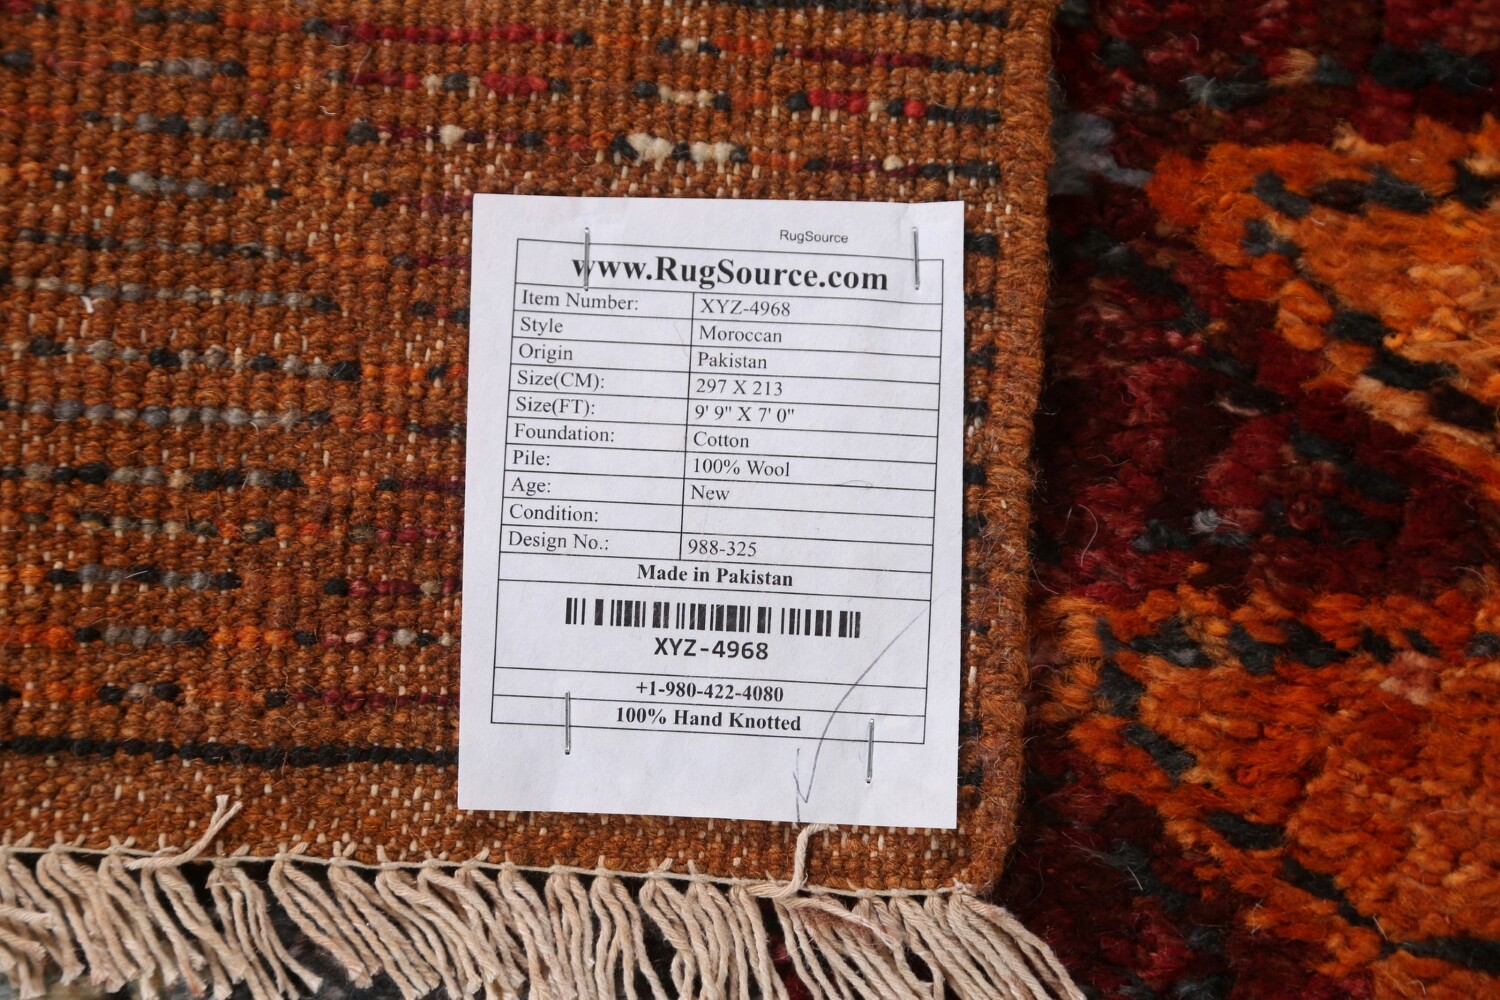 RugSource
www.RugSource.com
Item Number: XYZ-4968
Style Moroccan
Origin Pakistan
Size(CM): 297 X 213
Size(FT): 9' 9" X 7' 0"
Foundation: Cotton
Pile: 100% Wool
Age: New
Condition:
Design No.: 988-325
Made in Pakistan
XYZ-4968
+1-980-422-4080
100% Hand Knotted